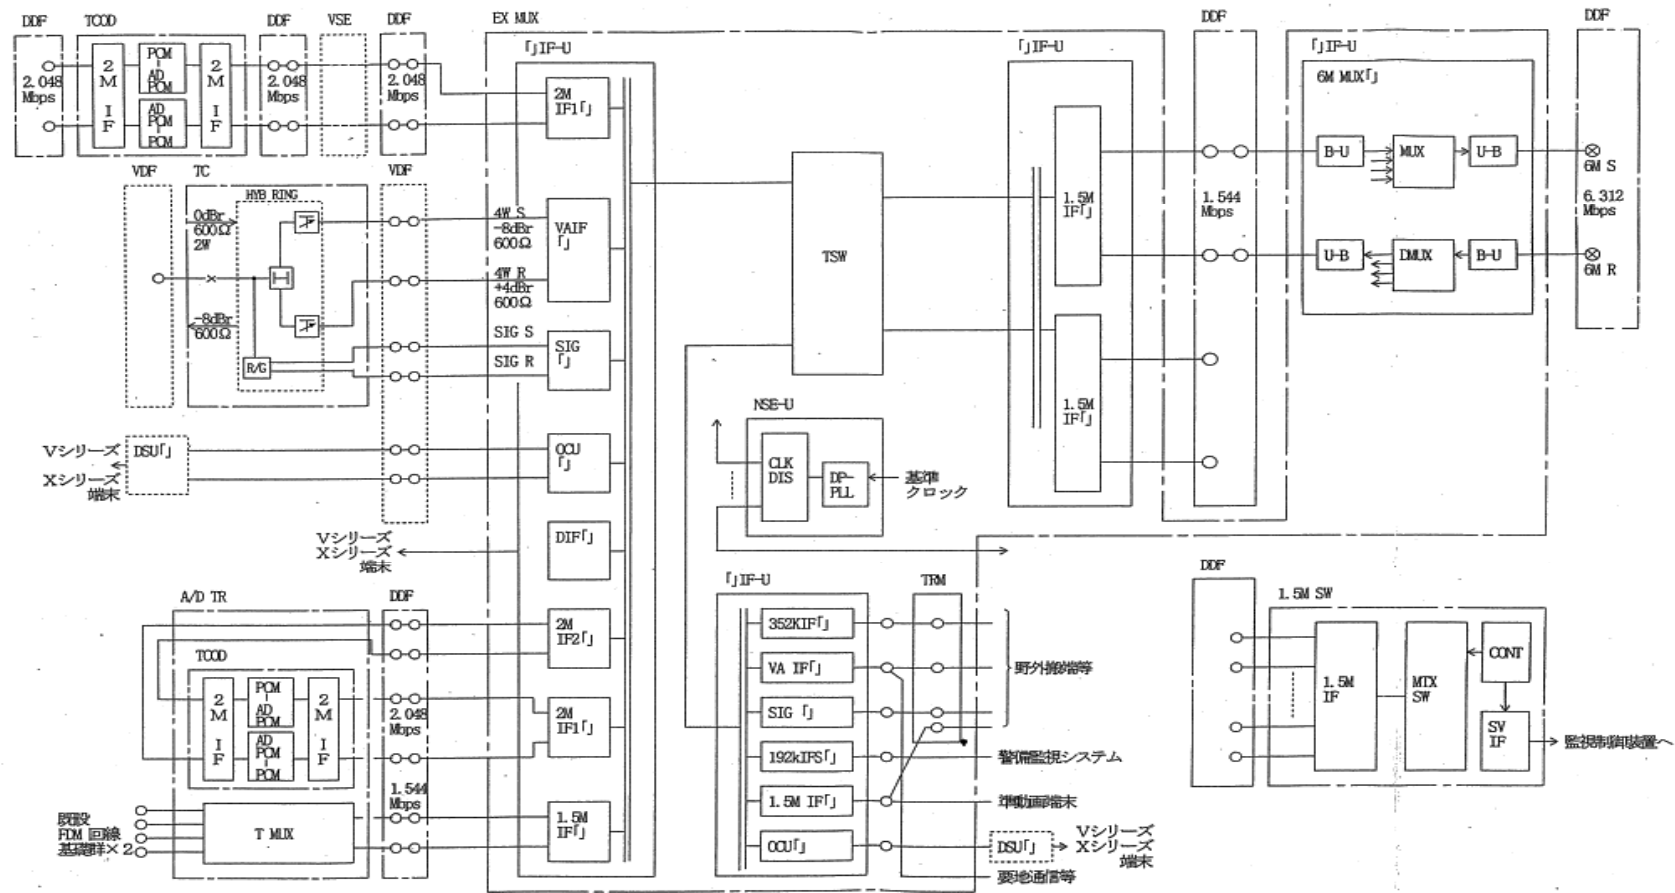 DDF
TCOD
DDF
VSE
DDF
EX MUX
DDF
DDF
2.048
Mbps
2
M
I
F
PCM
AD
PCM
AD
PCM
PCM
2
M
I
F
2.048
Mbps
2.048
Mbps
「」IF-U
2M
IF1「」
VDF
TC
VDF
HYB RING
0dBr
600Ω
2W
-8dBr
600Ω
R/G
4W S
-8dBr
600Ω
4W R
+4dBr
600Ω
VAIF
「」
SIG S
SIG R
SIG
「」
Vシリーズ
Xシリーズ
端末
DSU「」
OCU
「」
Vシリーズ
Xシリーズ
端末
DIF「」
A/D TR
DDF
TCOD
2
M
I
F
PCM
AD
PCM
AD
PCM
PCM
2
M
I
F
2.048
Mbps
1.544
Mbps
2M
IF2「」
2M
IF1「」
既設
FDM 回線
基礎群×2
T MUX
1.5M
IF「」
TSW
NSE-U
CLK
DIS
DP-
PLL
基準
クロック
「」IF-U
1.5M
IF「」
1.5M
IF「」
1.544
Mbps
「」IF-U
6M MUX「」
B-U
MUX
U-B
U-B
DMUX
B-U
6M S
6.312
Mbps
6M R
「」IF-U
TRM
352KIF「」
VA IF「」
SIG 「」
192kIFS「」
1.5M IF「」
OCU「」
野外搬端等
警備監視システム
準動画端末
DSU「」
Vシリーズ
Xシリーズ
端末
要地通信等
DDF
1.5M SW
1.5M
IF
MTX
SW
CONT
SV
IF
監視制御装置へ